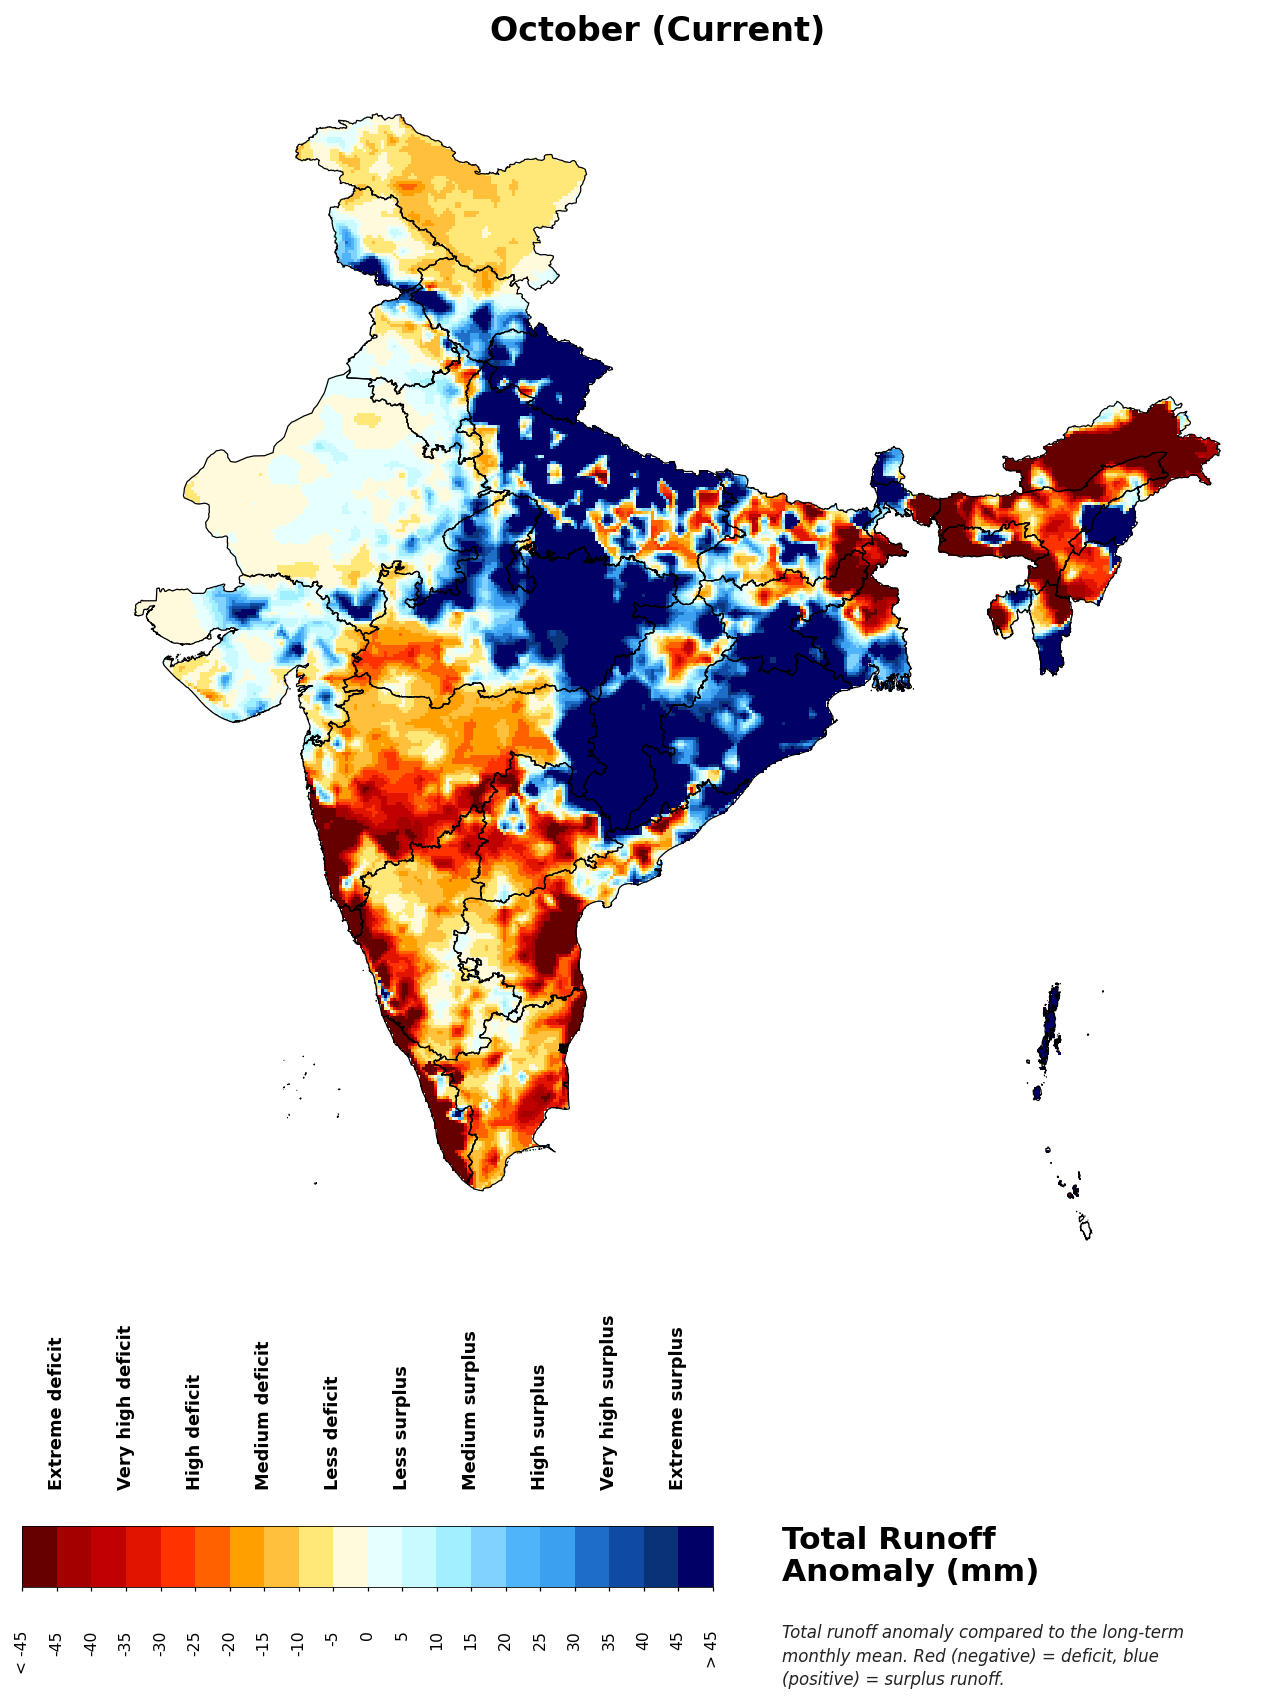 October (Current)
Extreme deficit
Very high deficit
High deficit
Medium deficit
Less deficit
Less surplus
Medium surplus
High surplus
Very high surplus
Extreme surplus
< -45
-45
-40
-35
-30
-25
-20
-15
-10
-5
0
5
10
15
20
25
30
35
40
45
> 45
Total Runoff
Anomaly (mm)
Total runoff anomaly compared to the long-term
monthly mean. Red (negative) = deficit, blue
(positive) = surplus runoff.